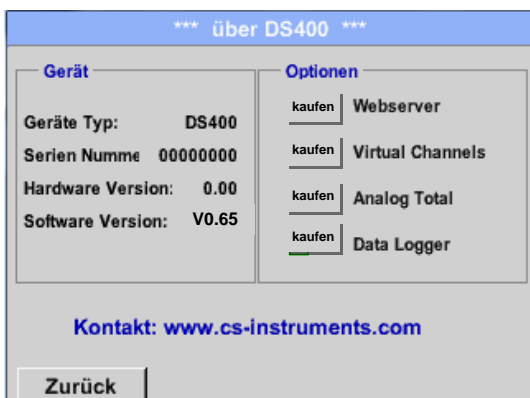 *** über DS400 ***
Gerät
Geräte Typ: DS400
Serien Numme 00000000
Hardware Version: 0.00
Software Version: V0.65
Optionen
kaufen Webserver
kaufen Virtual Channels
kaufen Analog Total
kaufen Data Logger
Kontakt: www.cs-instruments.com
Zurück